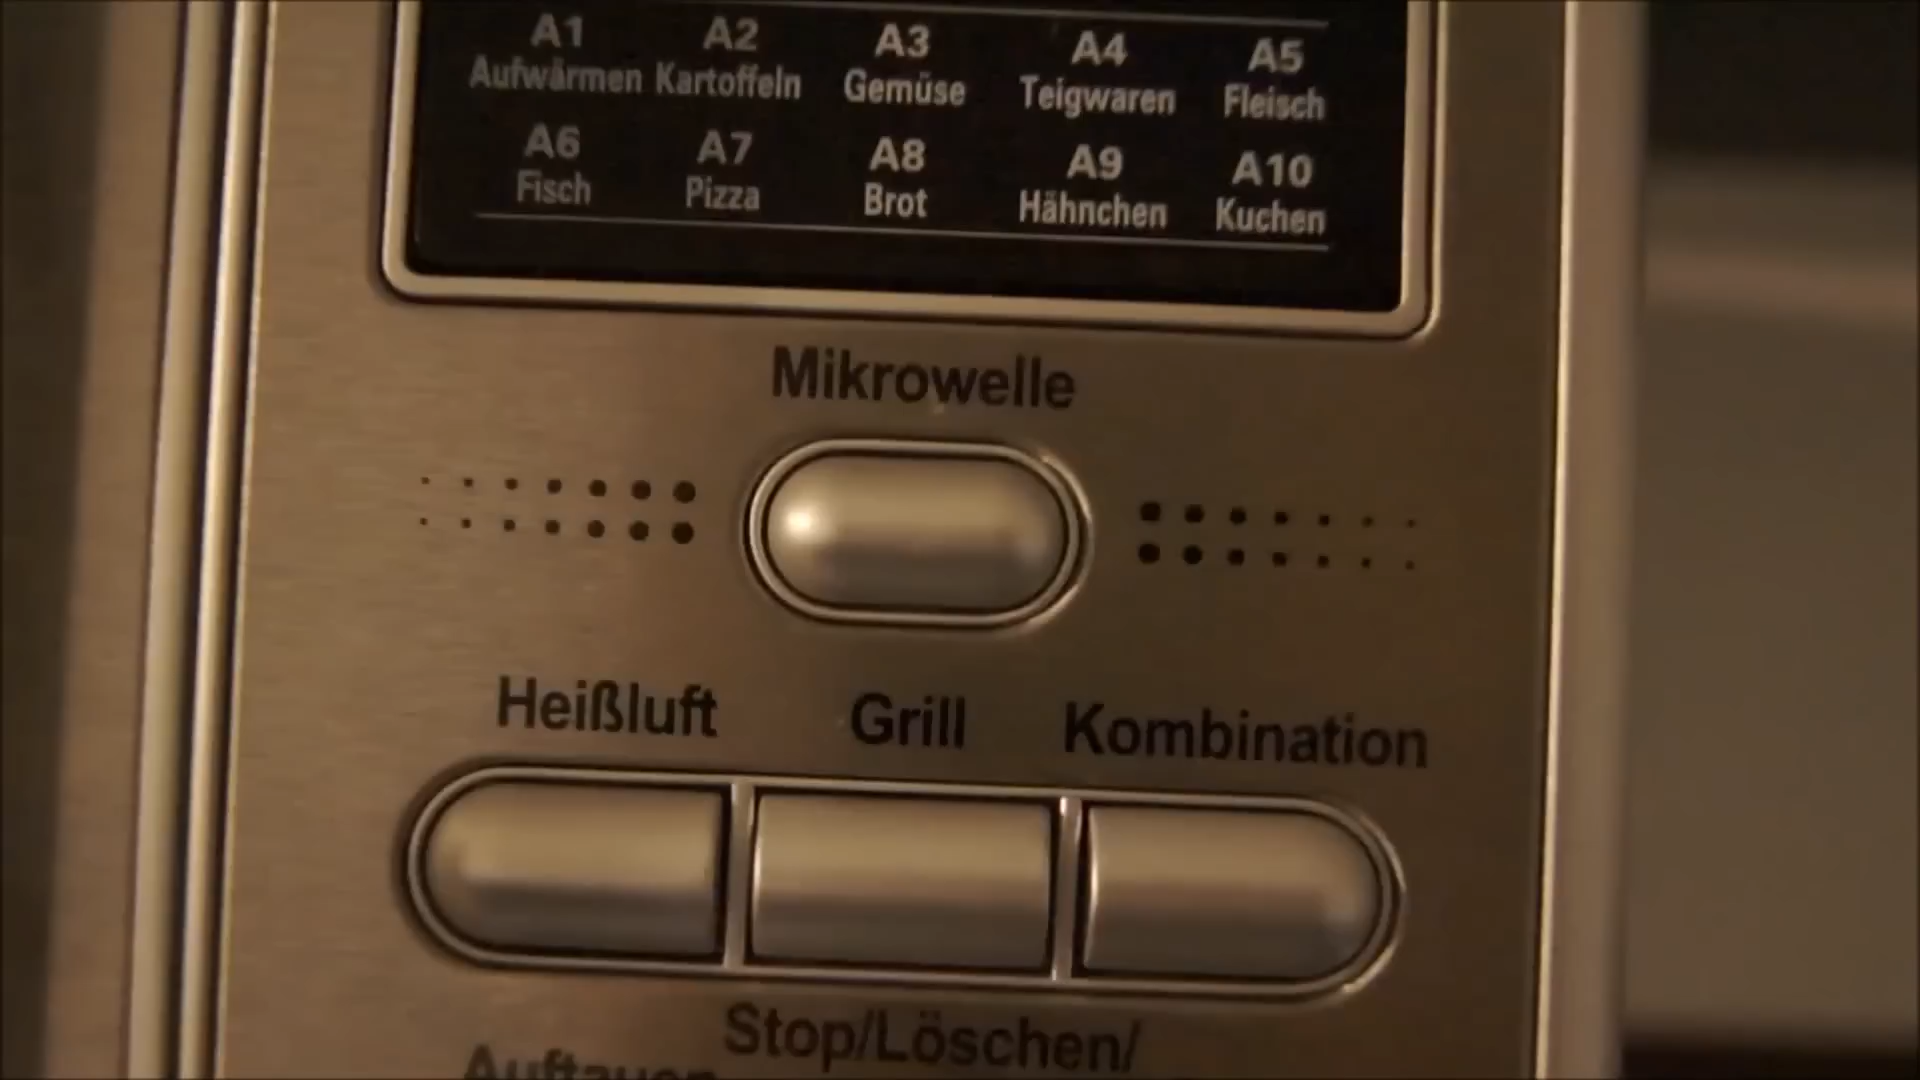 A1 A2 A3 A4 A5
Aufwärmen Kartoffeln Gemüse Teigwaren Fleisch
A6 A7 A8 A9 A10
Fisch Pizza Brot Hähnchen Kuchen
Mikrowelle
Heißluft Grill Kombination
Stop/Löschen/
Auftauen